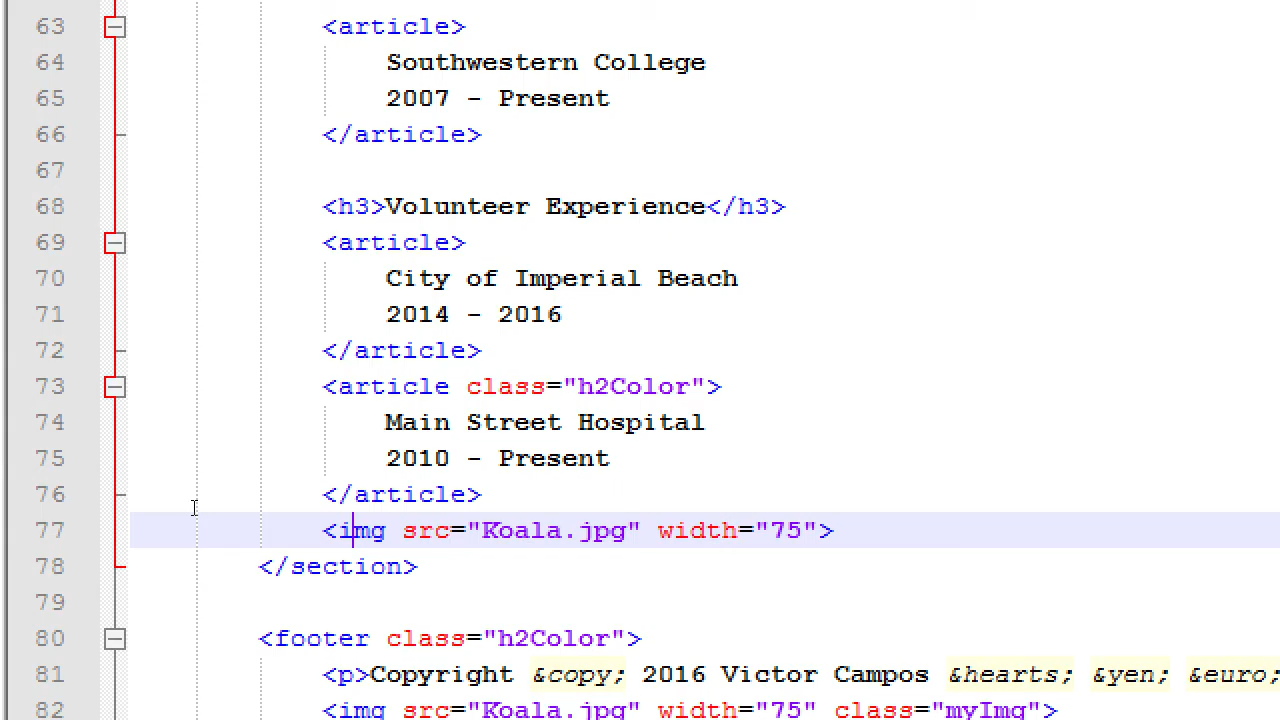 63 <article>
64 Southwestern College
65 2007 - Present
66 </article>
67
68 <h3>Volunteer Experience</h3>
69 <article>
70 City of Imperial Beach
71 2014 - 2016
72 </article>
73 <article class="h2Color">
74 Main Street Hospital
75 2010 - Present
76 </article>
77 <img src="Koala.jpg" width="75">
78 </section>
79
80 <footer class="h2Color">
81 <p>Copyright &copy; 2016 Victor Campos &hearts; &yen; &euro;
82 <img src="Koala.jpg" width="75" class="myImg">